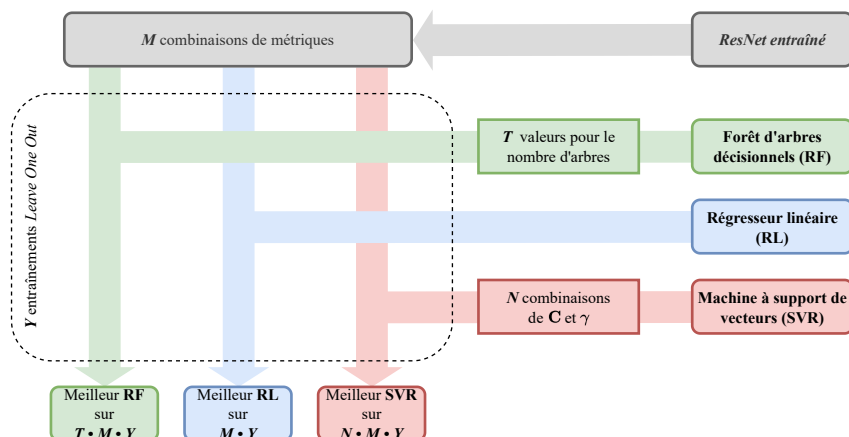 M combinaisons de métriques
ResNet entraîné
T valeurs pour le
nombre d'arbres
Forêt d'arbres
décisionnels (RF)
Régresseur linéaire
(RL)
Y entraînements Leave One Out
N combinaisons
de C et γ
Machine à support de
vecteurs (SVR)
Meilleur RF
sur
T • M • Y
Meilleur RL
sur
M • Y
Meilleur SVR
sur
N • M • Y